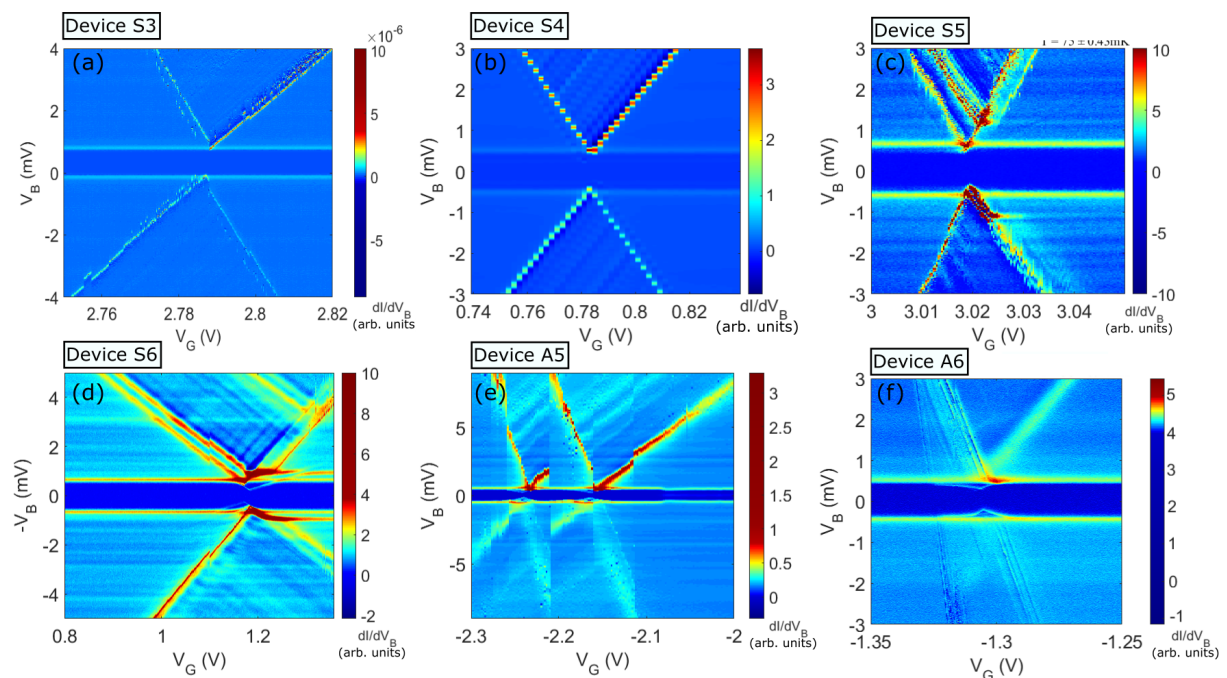 Device S3
(a)
×10⁻⁶
4
2
0
-2
-4
V_B (mV)
2.76
2.78
2.8
2.82
V_G (V)
10
5
0
-5
dI/dV_B
(arb. units
Device S4
(b)
3
2
1
0
-1
-2
-3
V_B (mV)
0.74
0.76
0.78
0.8
0.82
V_G (V)
3.5
3
2.5
2
1.5
1
0.5
0
dI/dV_B
(arb. units)
Device S5
(c)
3
2
1
0
-1
-2
-3
V_B (mV)
3
3.01
3.02
3.03
3.04
V_G (V)
10
5
0
-5
-10
dI/dV_B
(arb. units)
Device S6
(d)
4
2
0
-2
-4
-V_B (mV)
0.8
1
1.2
V_G (V)
10
8
6
4
2
0
-2
dI/dV_B
(arb. units)
Device A5
(e)
5
0
-5
V_B (mV)
-2.3
-2.2
-2.1
-2
V_G (V)
3
2.5
2
1.5
1
0.5
0
dI/dV_B
(arb. units)
Device A6
(f)
3
2
1
0
-1
-2
-3
V_B (mV)
-1.35
-1.3
-1.25
V_G (V)
5
4
3
2
1
0
-1
dI/dV_B
(arb. units)